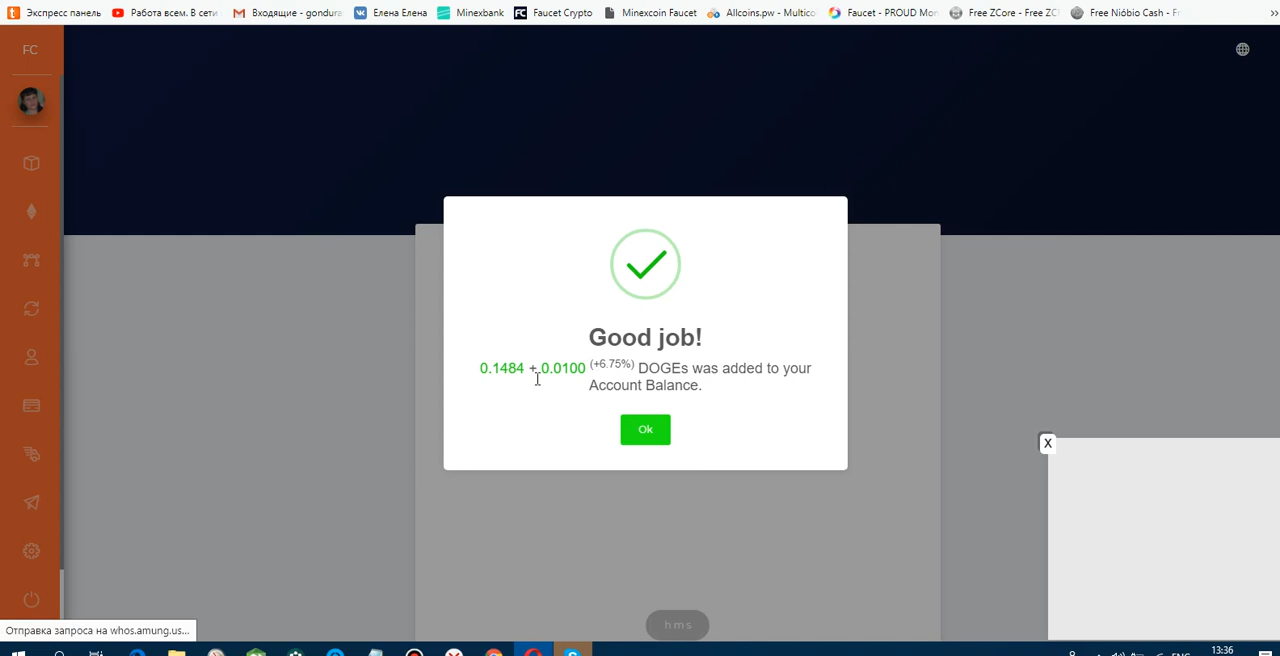 Экспресс панель Работа всем. В сети Входящие - gondura Елена Елена Minexbank Faucet Crypto Minexcoin Faucet Allcoins.pw - Multico Faucet - PROUD Mon Free ZCore - Free ZC Free Nióbio Cash - Fr »
FC
Good job!
0.1484 + 0.0100 (+6.75%) DOGEs was added to your
Account Balance.
Ok
X
h m s
Отправка запроса на whos.amung.us...
ENG 13:36